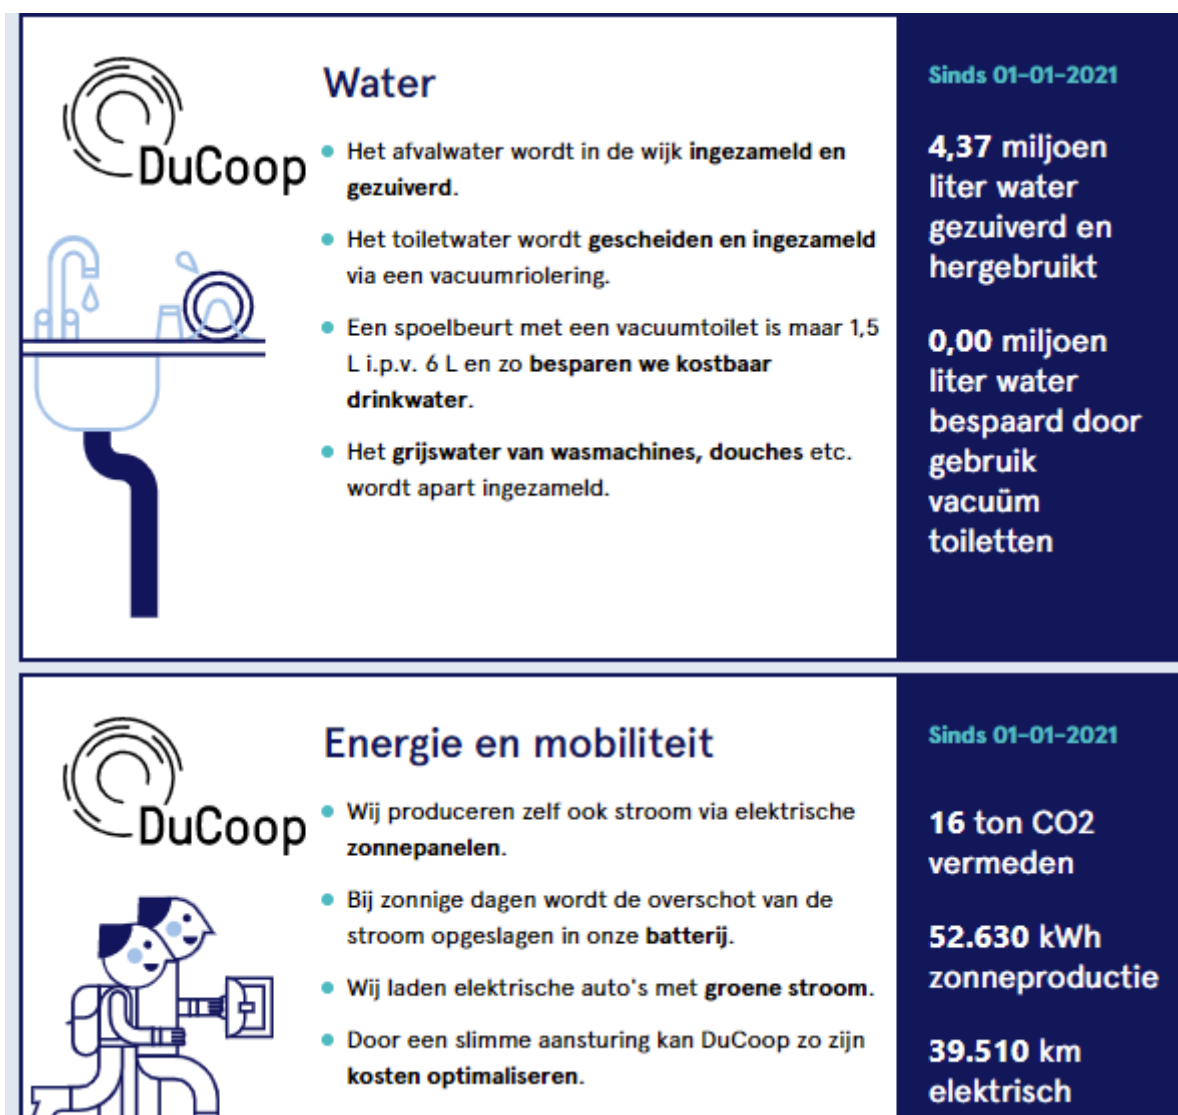 DuCoop
Water
Het afvalwater wordt in de wijk ingezameld en
gezuiverd.
Het toiletwater wordt gescheiden en ingezameld
via een vacuumriolering.
Een spoelbeurt met een vacuumtoilet is maar 1,5
L i.p.v. 6 L en zo besparen we kostbaar
drinkwater.
Het grijswater van wasmachines, douches etc.
wordt apart ingezameld.
Sinds 01-01-2021
4,37 miljoen
liter water
gezuiverd en
hergebruikt
0,00 miljoen
liter water
bespaard door
gebruik
vacuüm
toiletten
DuCoop
Energie en mobiliteit
Wij produceren zelf ook stroom via elektrische
zonnepanelen.
Bij zonnige dagen wordt de overschot van de
stroom opgeslagen in onze batterij.
Wij laden elektrische auto's met groene stroom.
Door een slimme aansturing kan DuCoop zo zijn
kosten optimaliseren.
Sinds 01-01-2021
16 ton CO2
vermeden
52.630 kWh
zonneproductie
39.510 km
elektrisch